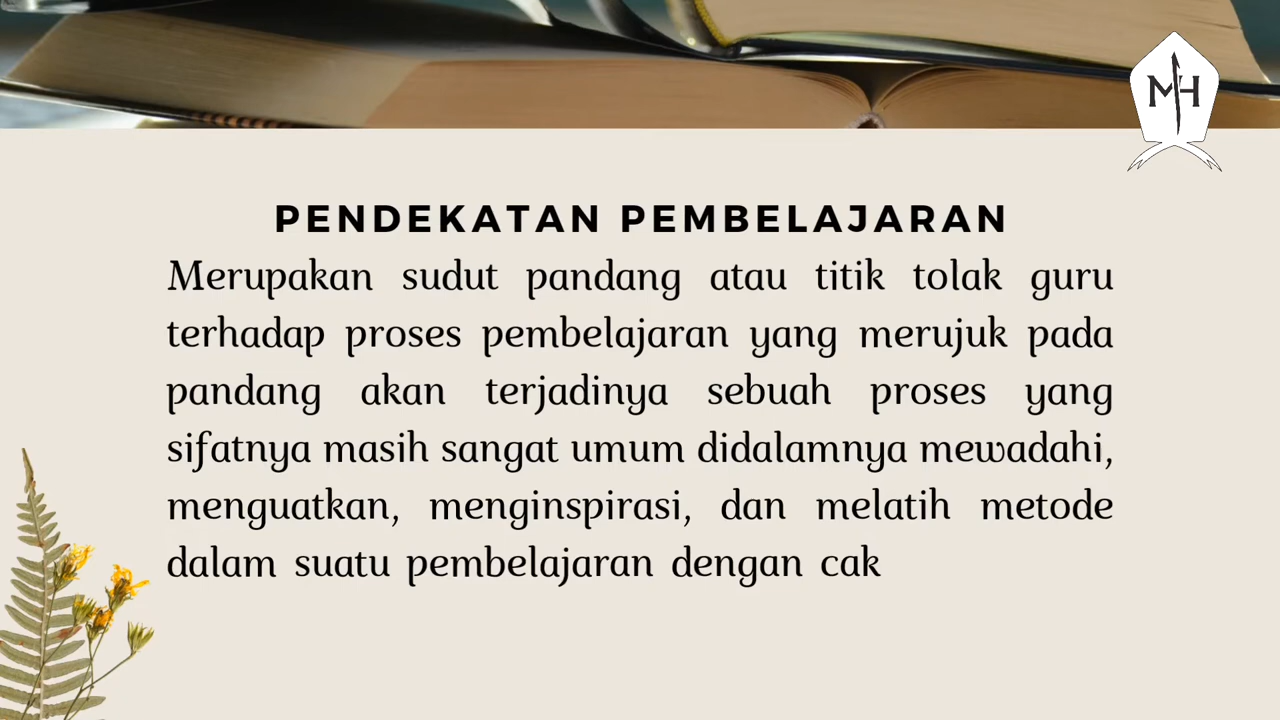 MH
PENDEKATAN PEMBELAJARAN
Merupakan sudut pandang atau titik tolak guru
terhadap proses pembelajaran yang merujuk pada
pandang akan terjadinya sebuah proses yang
sifatnya masih sangat umum didalamnya mewadahi,
menguatkan, menginspirasi, dan melatih metode
dalam suatu pembelajaran dengan cak